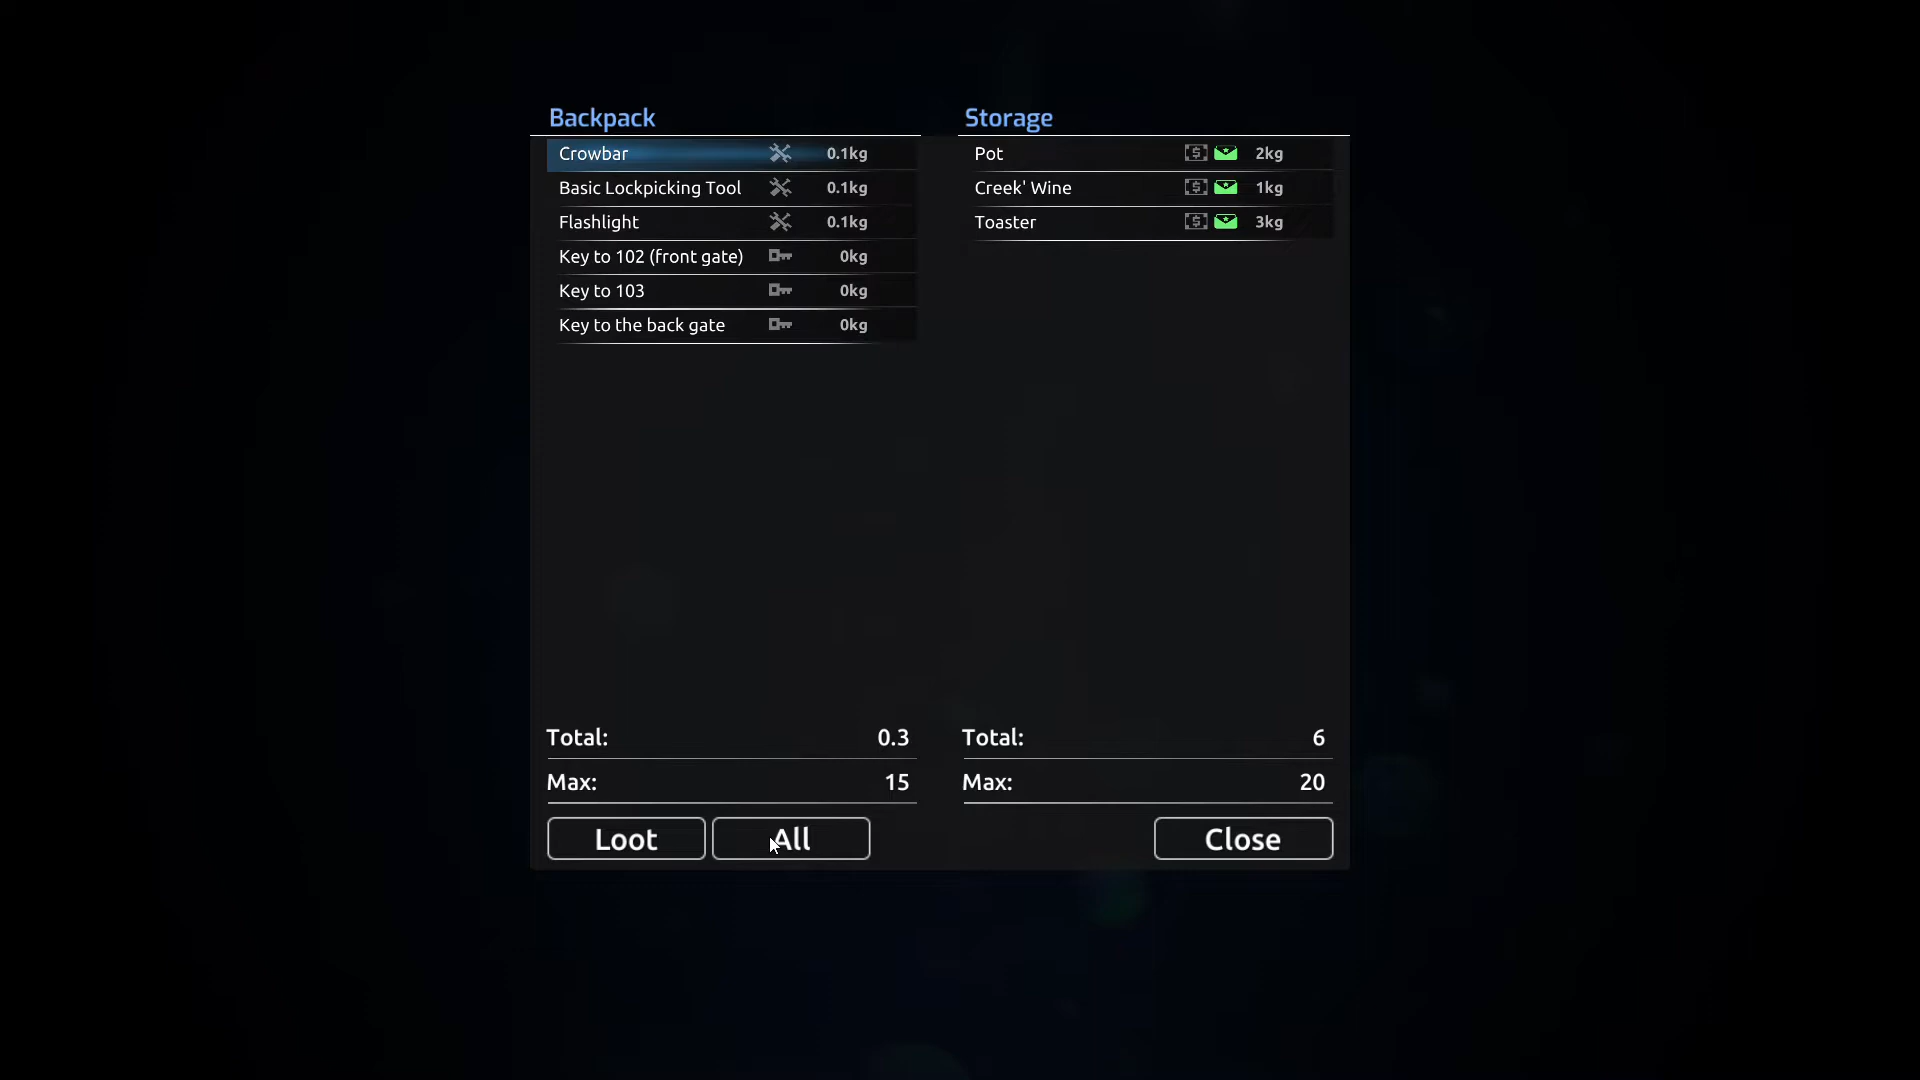 Backpack
Crowbar 0.1kg
Basic Lockpicking Tool 0.1kg
Flashlight 0.1kg
Key to 102 (front gate) 0kg
Key to 103 0kg
Key to the back gate 0kg
Total: 0.3
Max: 15
Loot All
Storage
Pot $ 2kg
Creek' Wine $ 1kg
Toaster $ 3kg
Total: 6
Max: 20
Close